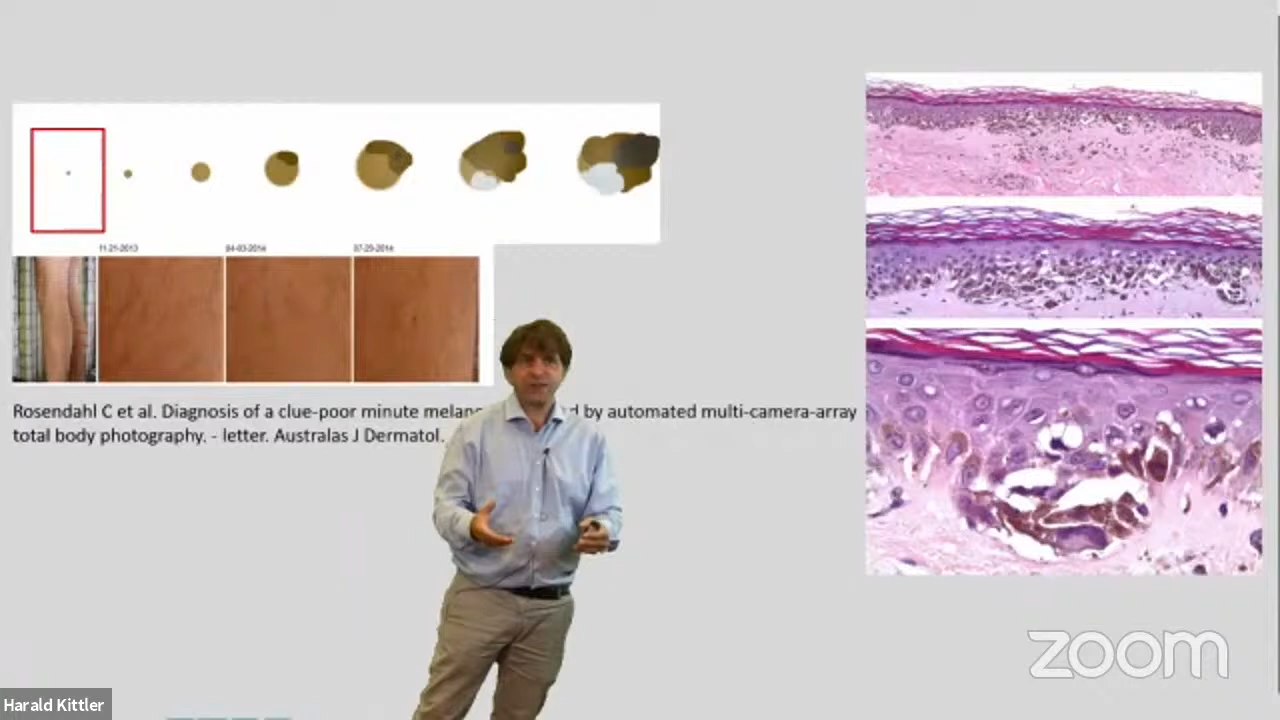 11-21-2013 04-03-2014 07-29-2014
Rosendahl C et al. Diagnosis of a clue-poor minute melan d by automated multi-camera-array
total body photography. - letter. Australas J Dermatol.
zoom
Harald Kittler